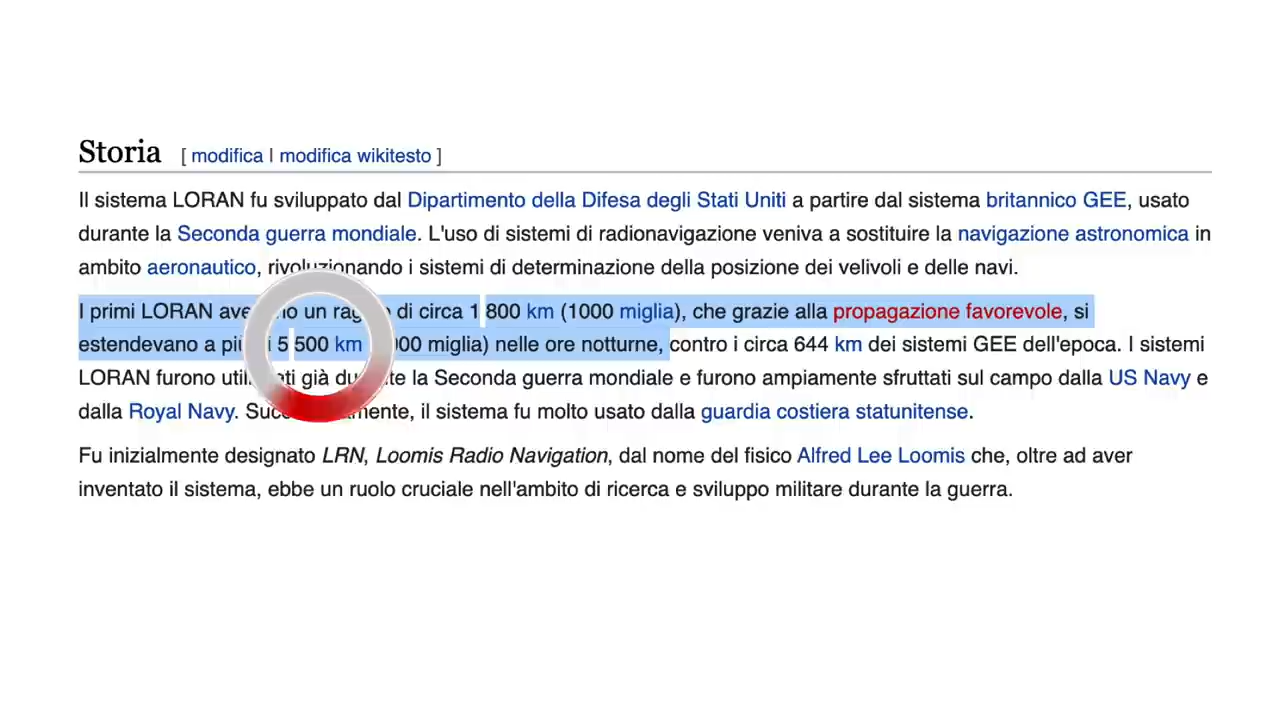 Storia [ modifica | modifica wikitesto ]
Il sistema LORAN fu sviluppato dal Dipartimento della Difesa degli Stati Uniti a partire dal sistema britannico GEE, usato
durante la Seconda guerra mondiale. L'uso di sistemi di radionavigazione veniva a sostituire la navigazione astronomica in
ambito aeronautico, rivoluzionando i sistemi di determinazione della posizione dei velivoli e delle navi.
I primi LORAN un di circa 1 800 km (1000 miglia), che grazie alla propagazione favorevole, si
estendevano a 5 500 km miglia) nelle ore notturne, contro i circa 644 km dei sistemi GEE dell'epoca. I sistemi
LORAN furono già la Seconda guerra mondiale e furono ampiamente sfruttati sul campo dalla US Navy e
dalla Royal Navy. il sistema fu molto usato dalla guardia costiera statunitense.
Fu inizialmente designato LRN, Loomis Radio Navigation, dal nome del fisico Alfred Lee Loomis che, oltre ad aver
inventato il sistema, ebbe un ruolo cruciale nell'ambito di ricerca e sviluppo militare durante la guerra.